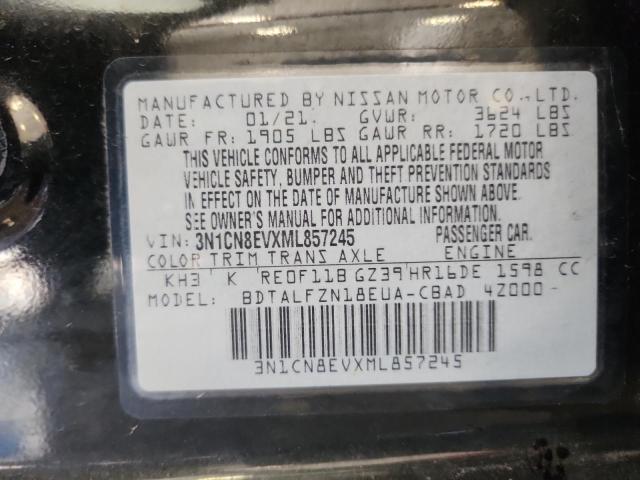 MANUFACTURED BY NISSAN MOTOR CO.,LTD.
DATE: 01/21. GVWR: 3624 LBS
GAWR FR: 1905 LBS GAWR RR: 1720 LBS
THIS VEHICLE CONFORMS TO ALL APPLICABLE FEDERAL MOTOR
VEHICLE SAFETY, BUMPER AND THEFT PREVENTION STANDARDS
IN EFFECT ON THE DATE OF MANUFACTURE SHOWN ABOVE.
SEE OWNER'S MANUAL FOR ADDITIONAL INFORMATION.
VIN: 3N1CN8EVXML857245 PASSENGER CAR.
COLOR TRIM TRANS AXLE ENGINE
KH3 K RE0F11B GZ39 HR16DE 1598 CC
MODEL: BDTALFZN18EUA-CBAD 42000-
3N1CN8EVXML857245